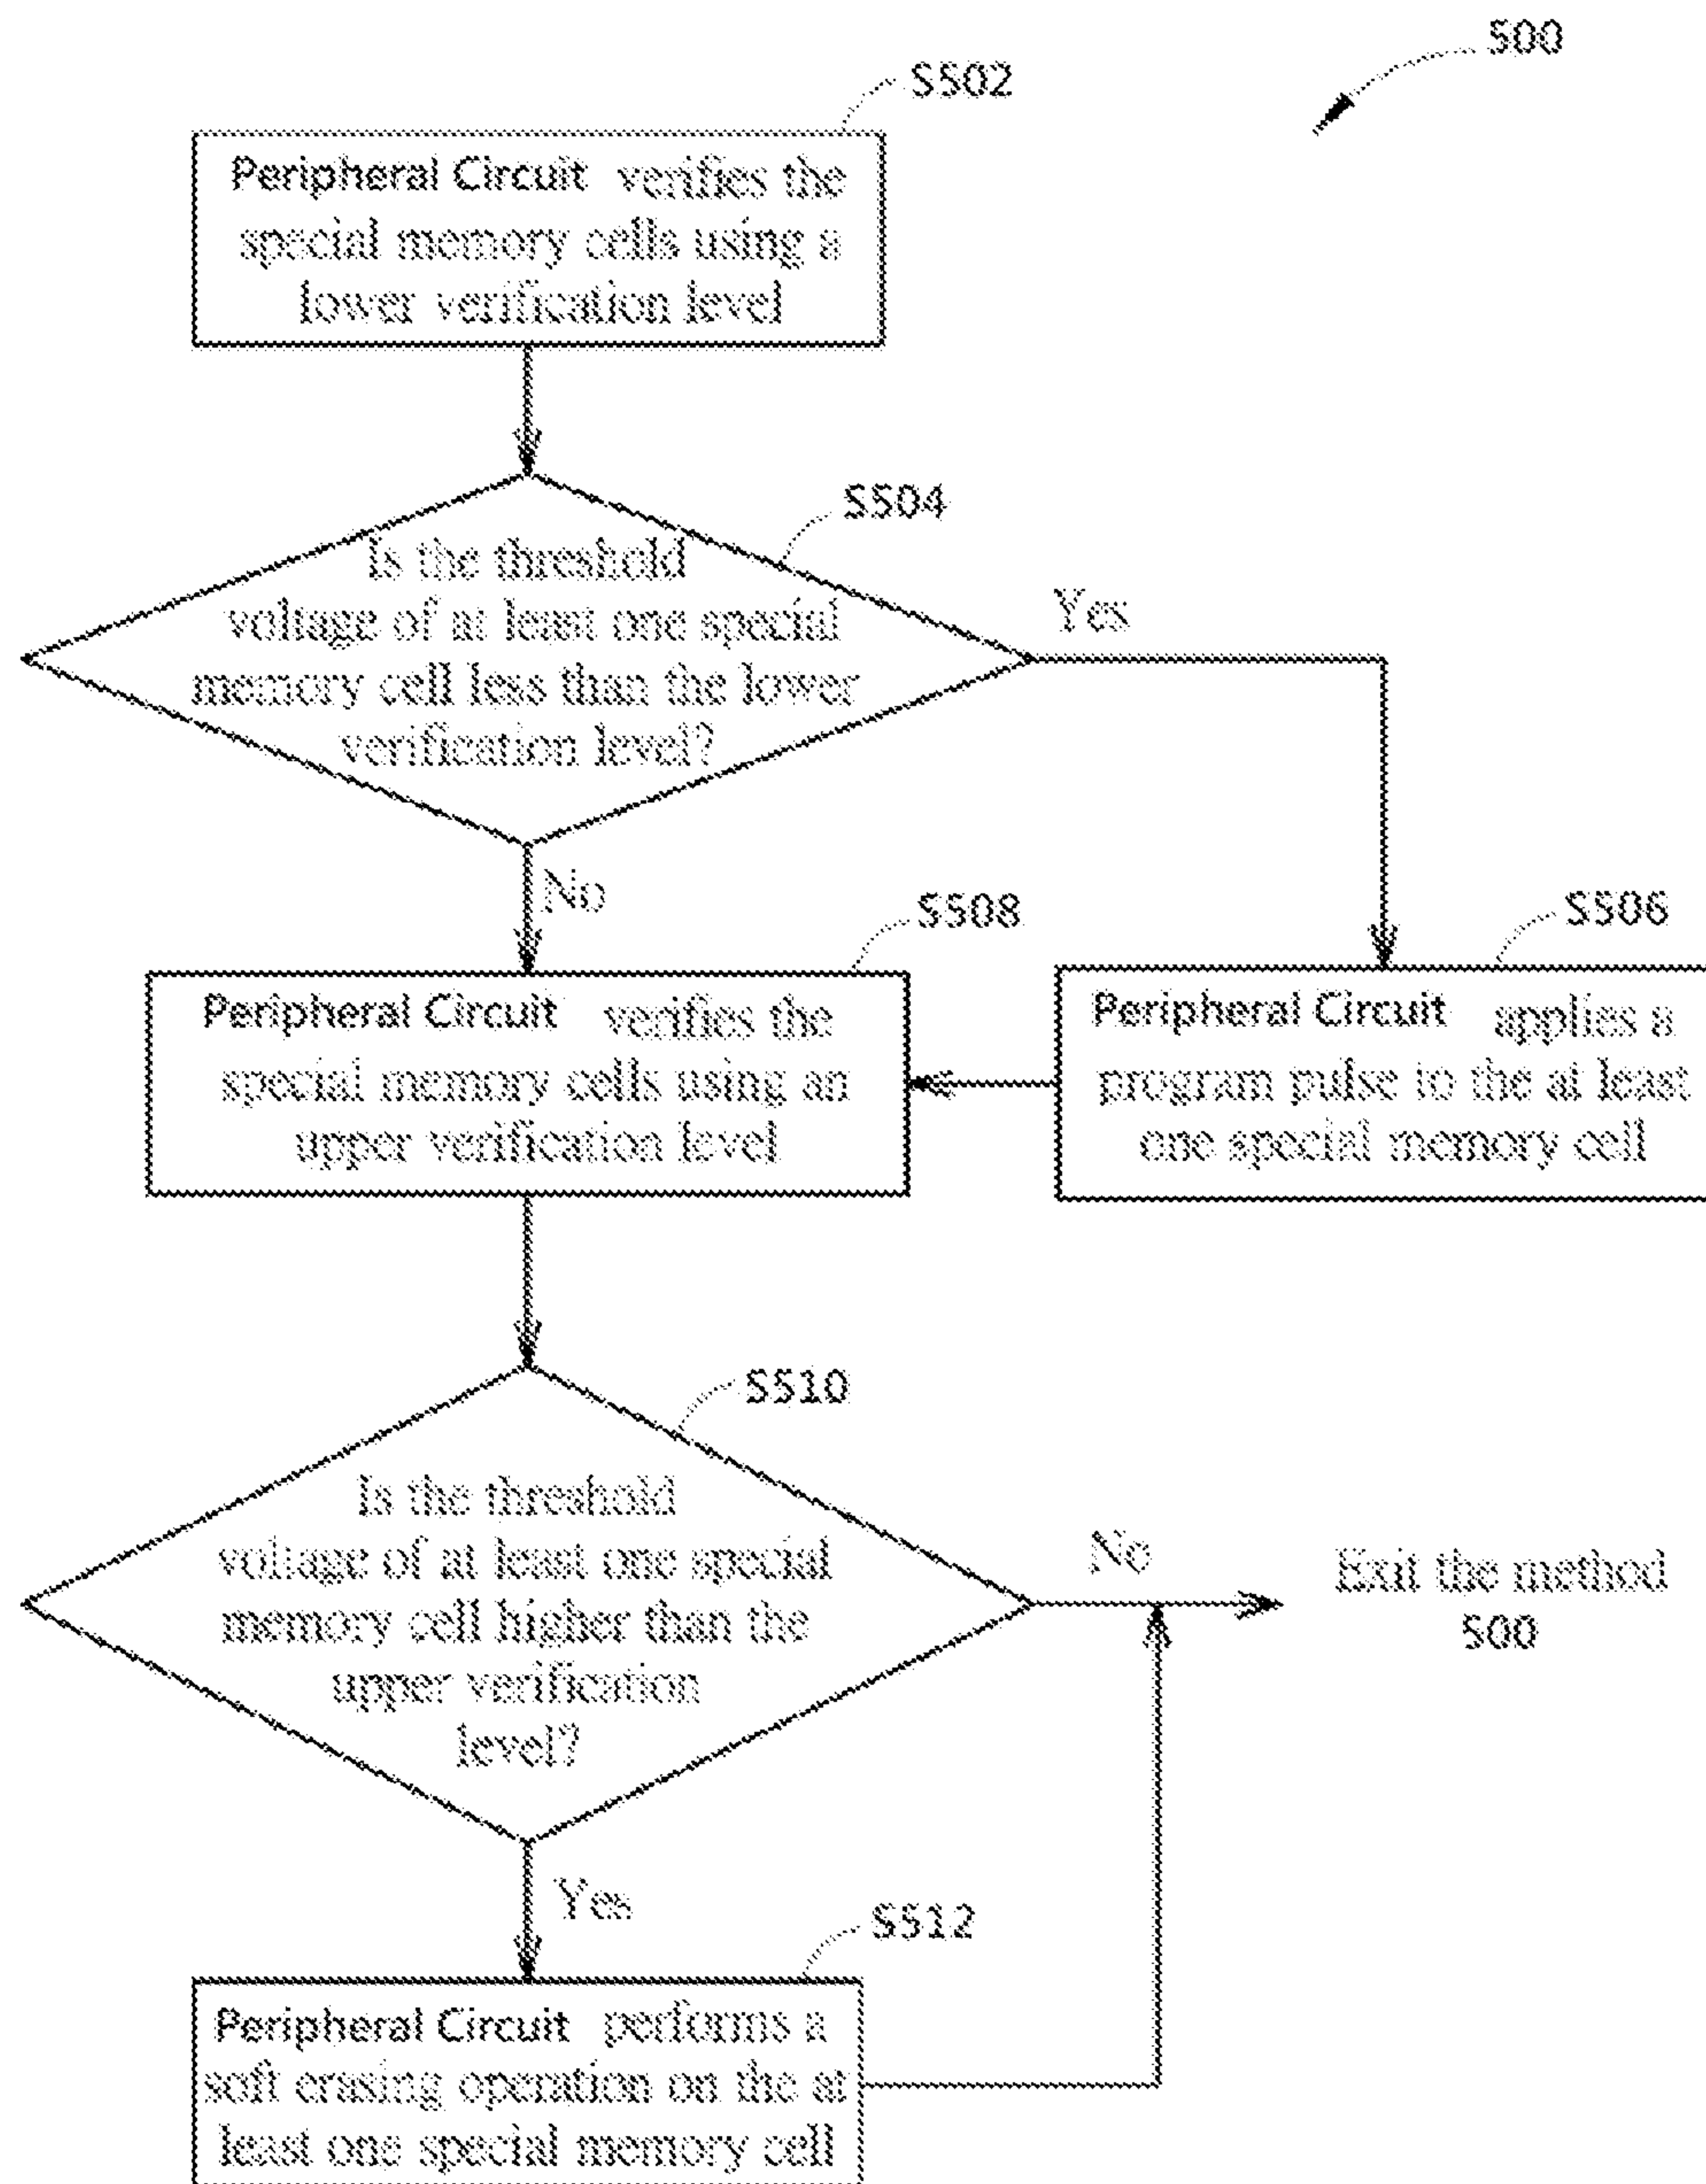 500
S502
Peripheral Circuit verifies the
special memory cells using a
lower verification level
S504
Is the threshold
voltage of at least one special
memory cell less than the lower
verification level?
Yes
No
S508
Peripheral Circuit verifies the
special memory cells using an
upper verification level
S506
Peripheral Circuit applies a
program pulse to the at least
one special memory cell
S510
Is the threshold
voltage of at least one special
memory cell higher than the
upper verification
level?
No
Exit the method
500
Yes
S512
Peripheral Circuit performs a
soft erasing operation on the at
least one special memory cell